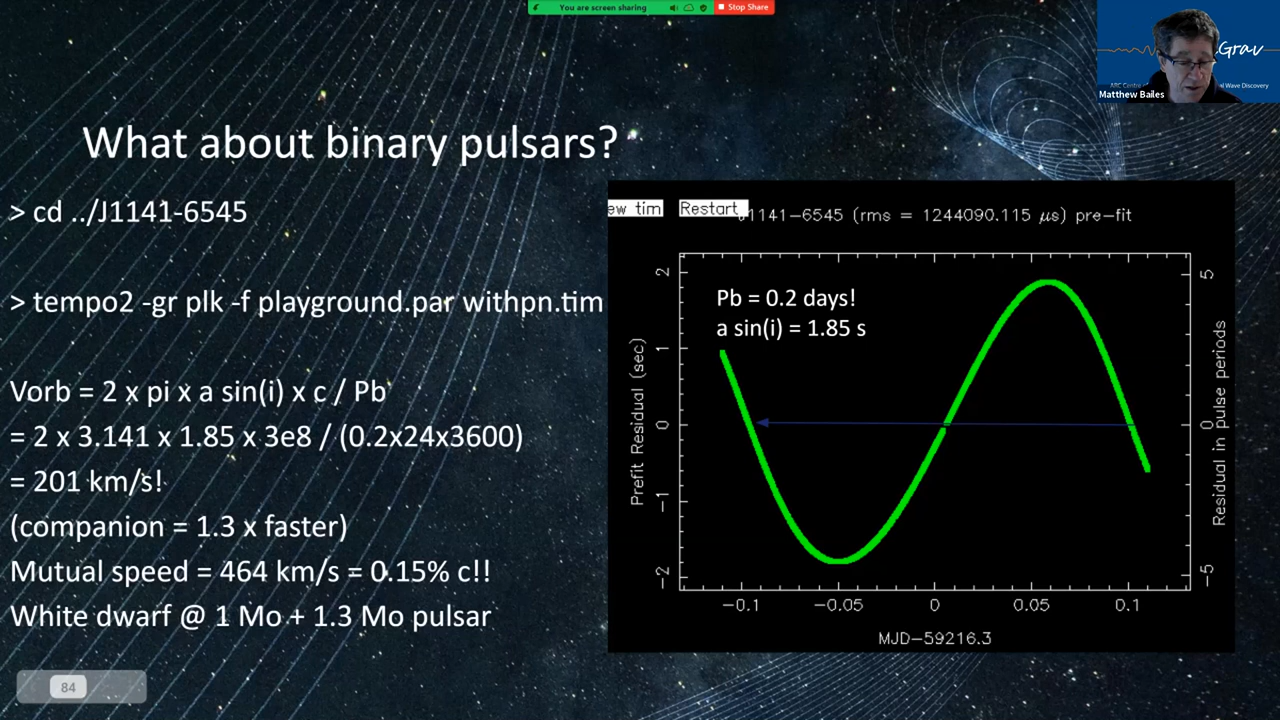 You are screen sharing
Stop Share
Grav
Matthew Bailes
What about binary pulsars?
> cd ../J1141-6545
> tempo2 -gr plk -f playground.par withpn.tim
Vorb = 2 x pi x a sin(i) x c / Pb
= 2 x 3.141 x 1.85 x 3e8 / (0.2x24x3600)
= 201 km/s!
(companion = 1.3 x faster)
Mutual speed = 464 km/s = 0.15% c!!
White dwarf @ 1 Mo + 1.3 Mo pulsar
84
ew tim Restart
1141-6545 (rms = 1244090.115 μs) pre-fit
Pb = 0.2 days!
a sin(i) = 1.85 s
Prefit Residual (sec)
2
1
0
-1
-2
Residual in pulse periods
5
0
-5
-0.1 -0.05 0 0.05 0.1
MJD-59216.3